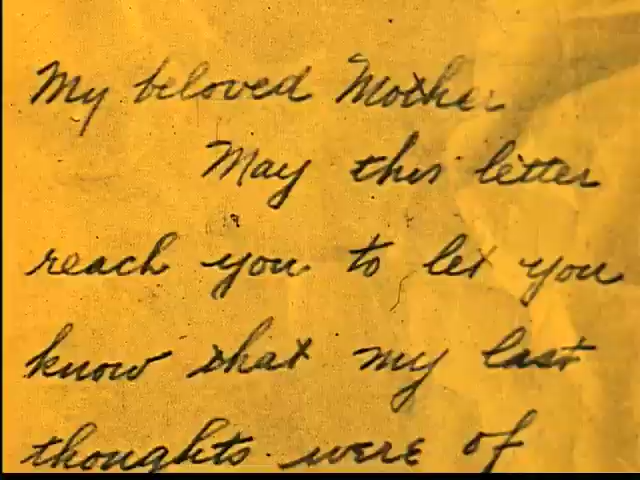 My beloved Mother
May this letter
reach you to let you
know that my last
thoughts were of